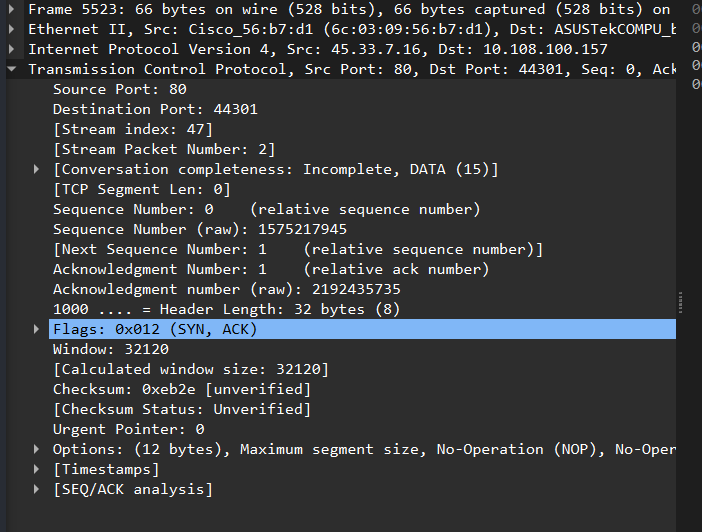 Frame 5523: 66 bytes on wire (528 bits), 66 bytes captured (528 bits) on
Ethernet II, Src: Cisco_56:b7:d1 (6c:03:09:56:b7:d1), Dst: ASUSTekCOMPU_
Internet Protocol Version 4, Src: 45.33.7.16, Dst: 10.108.100.157
Transmission Control Protocol, Src Port: 80, Dst Port: 44301, Seq: 0, Ack
Source Port: 80
Destination Port: 44301
[Stream index: 47]
[Stream Packet Number: 2]
[Conversation completeness: Incomplete, DATA (15)]
[TCP Segment Len: 0]
Sequence Number: 0    (relative sequence number)
Sequence Number (raw): 1575217945
[Next Sequence Number: 1    (relative sequence number)]
Acknowledgment Number: 1    (relative ack number)
Acknowledgment number (raw): 2192435735
1000 .... = Header Length: 32 bytes (8)
Flags: 0x012 (SYN, ACK)
Window: 32120
[Calculated window size: 32120]
Checksum: 0xeb2e [unverified]
[Checksum Status: Unverified]
Urgent Pointer: 0
Options: (12 bytes), Maximum segment size, No-Operation (NOP), No-Oper
[Timestamps]
[SEQ/ACK analysis]